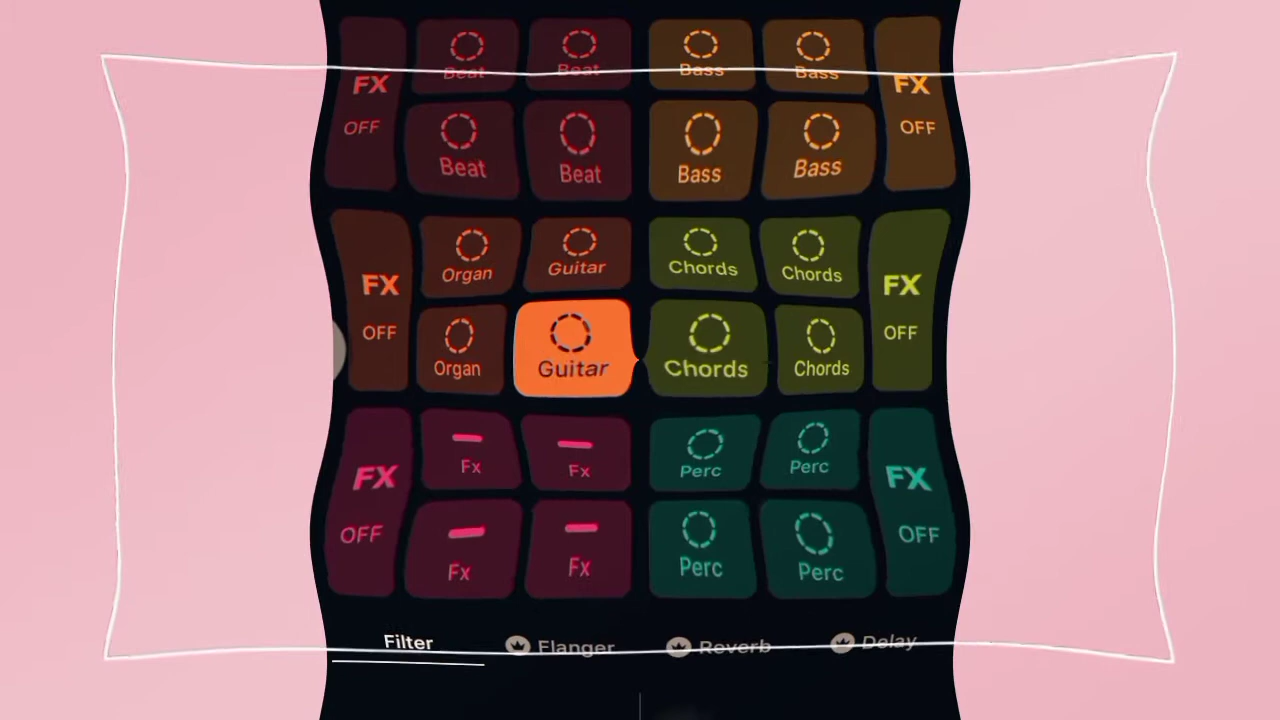 FX Beat Beat Bass Bass FX
OFF Beat Beat Bass Bass OFF
FX Organ Guitar Chords Chords FX
OFF Organ Guitar Chords Chords OFF
FX Fx Fx Perc Perc FX
OFF Fx Fx Perc Perc OFF
Filter Flanger Reverb Delay